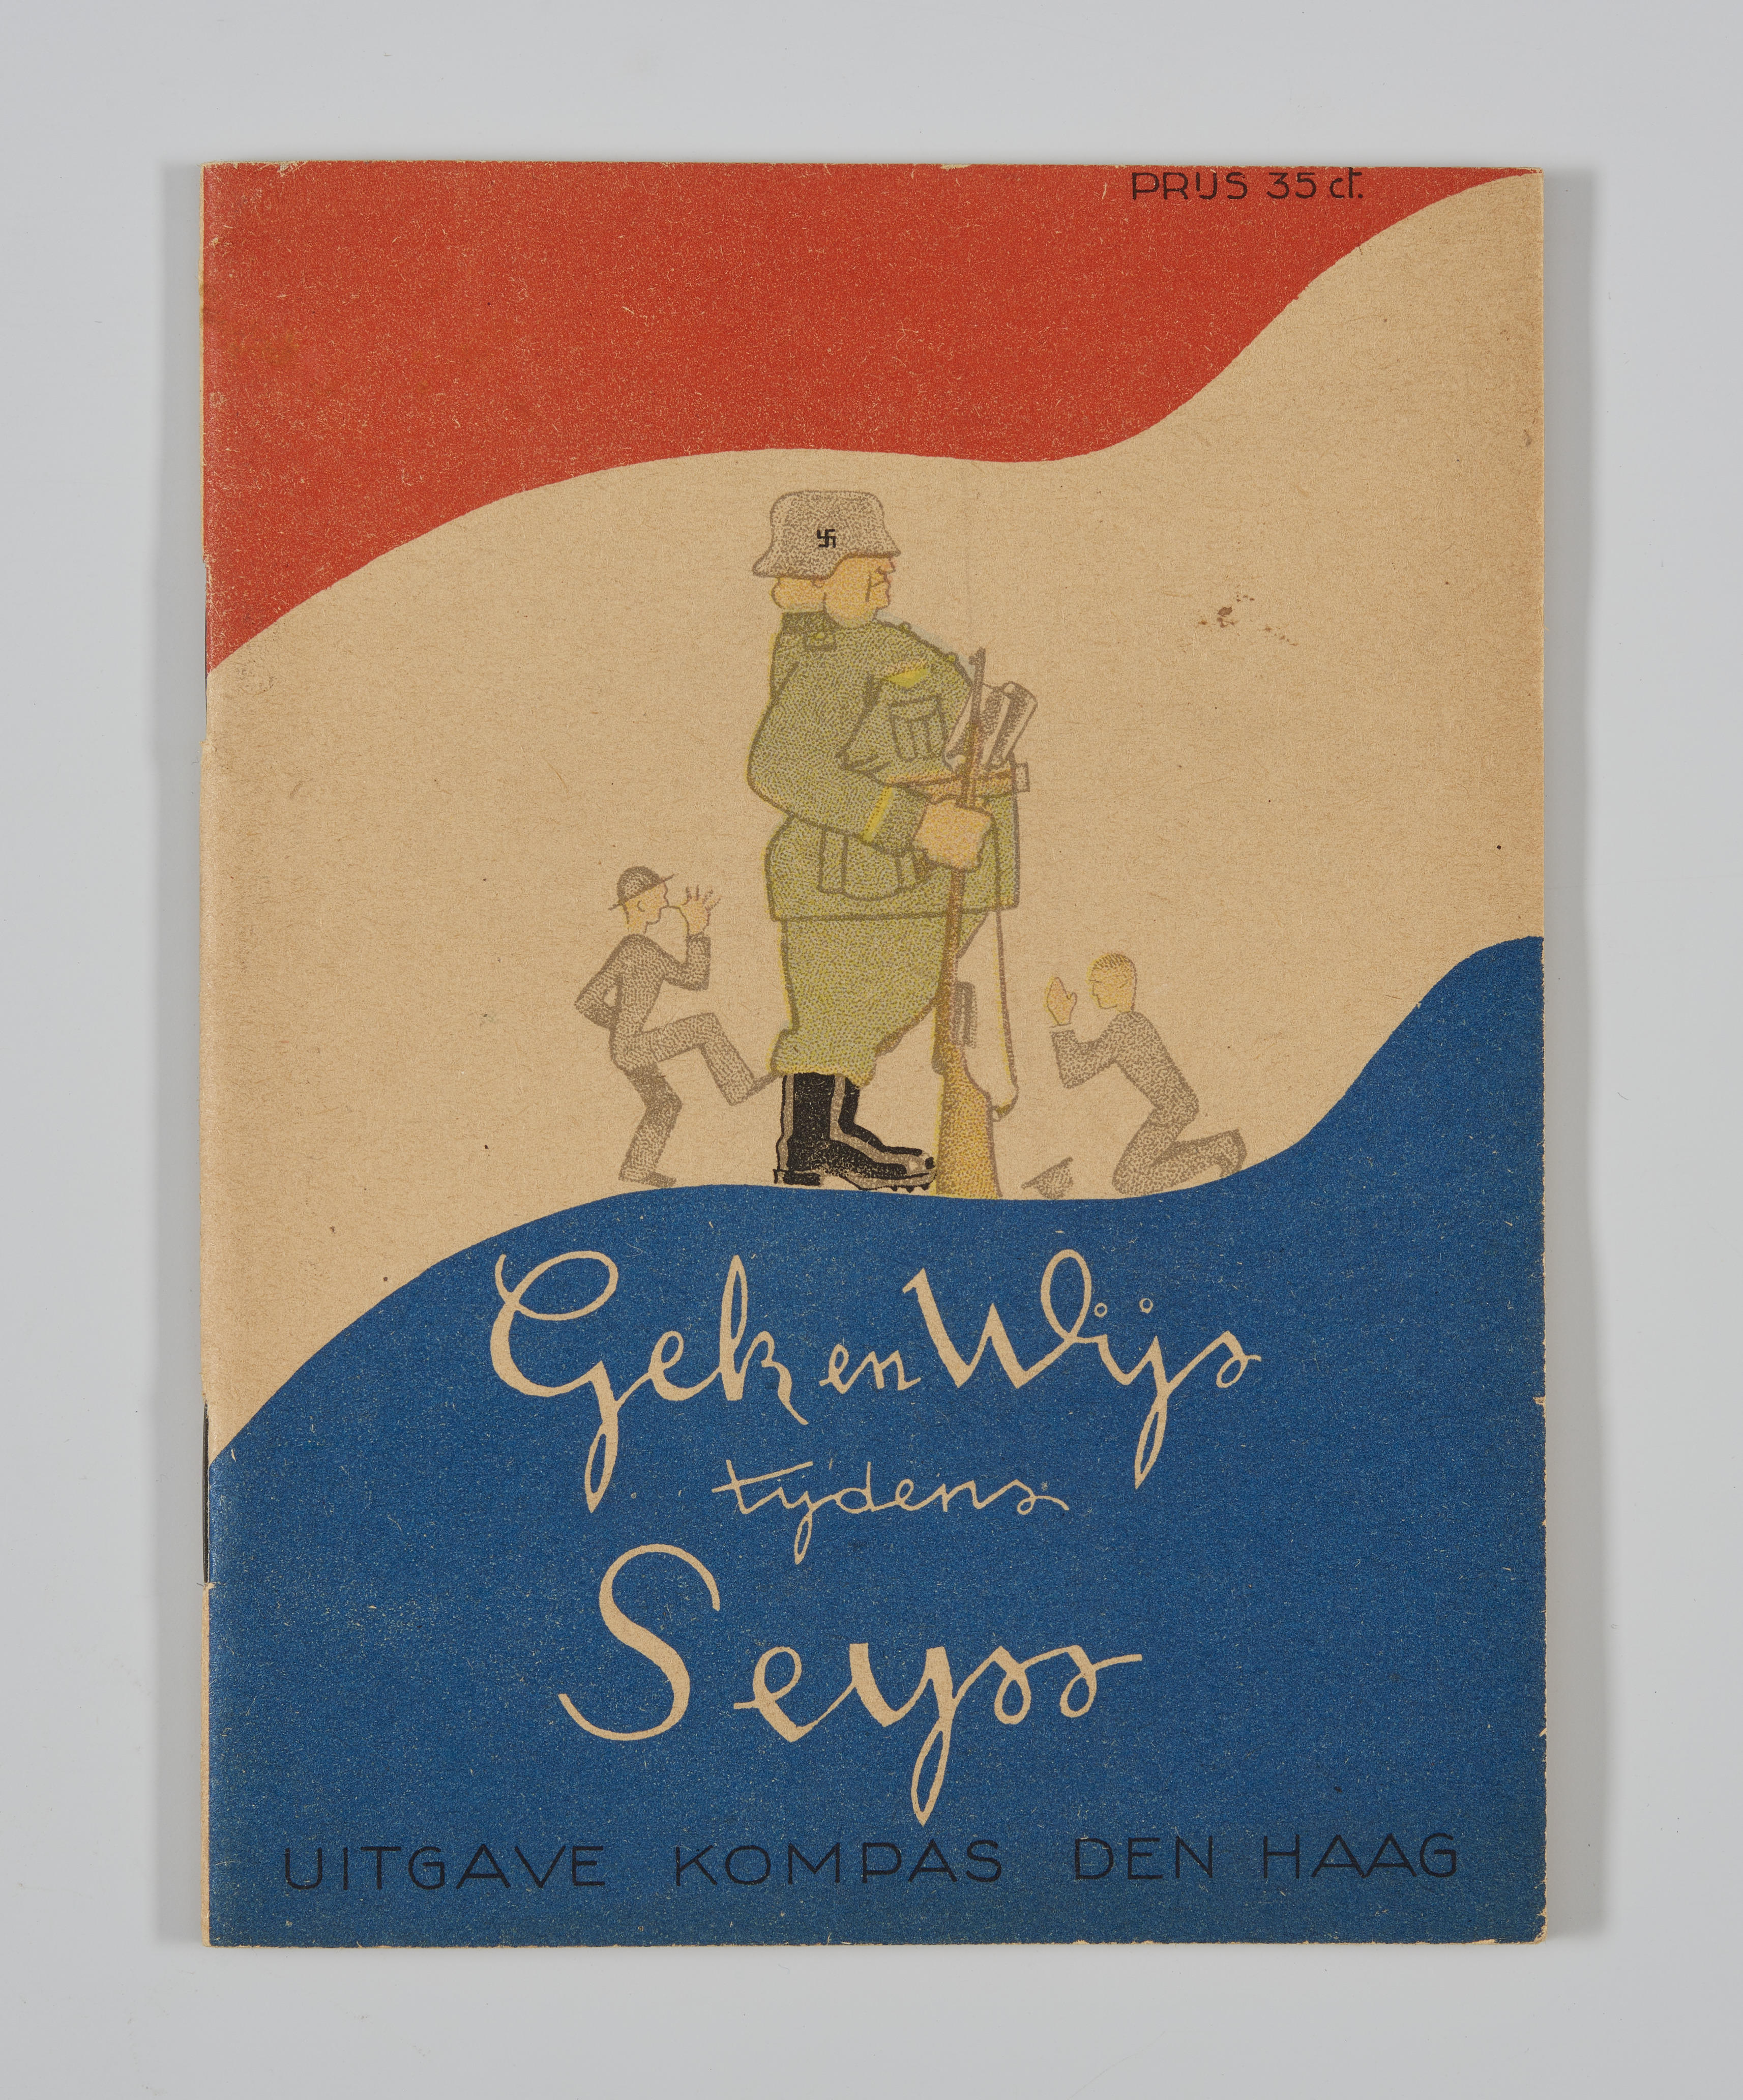 PRIJS 35 ct.
Gek en Wijs
tijdens
Seyss
UITGAVE KOMPAS DEN HAAG